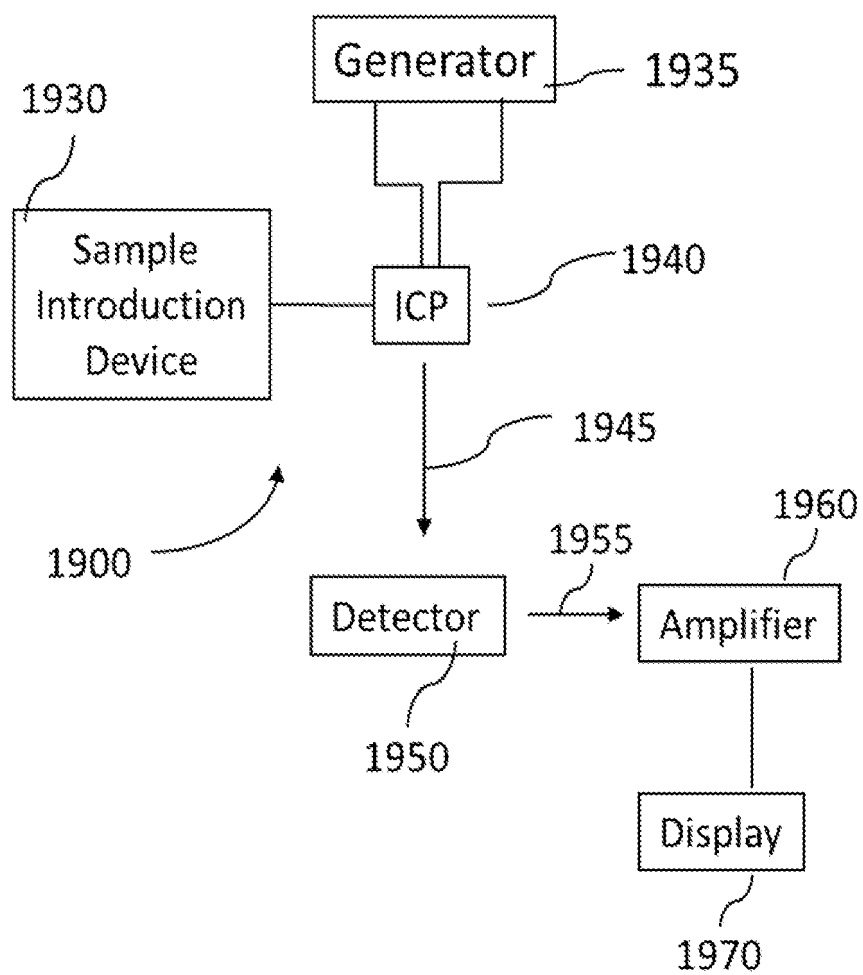 Generator
1935
1930
Sample
Introduction
Device
ICP
1940
1945
1900
1960
1955
Detector
Amplifier
1950
Display
1970